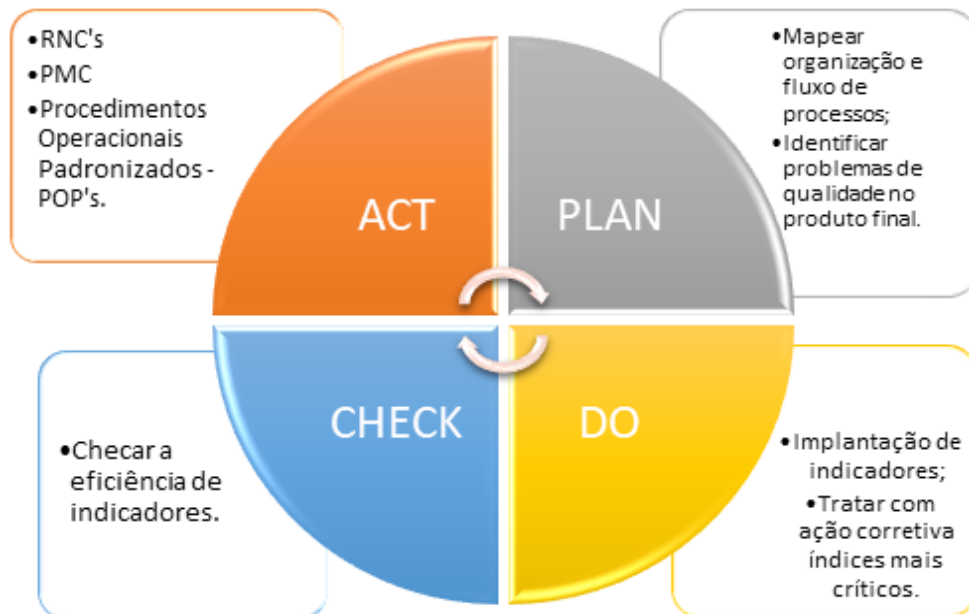 •RNC's
•PMC
•Procedimentos
Operacionais
Padronizados -
POP's.
•Mapear
organização e
fluxo de
processos;
•Identificar
problemas de
qualidade no
produto final.
ACT
PLAN
CHECK
DO
•Checar a
eficiência de
indicadores.
•Implantação de
indicadores;
•Tratar com
ação corretiva
índices mais
críticos.